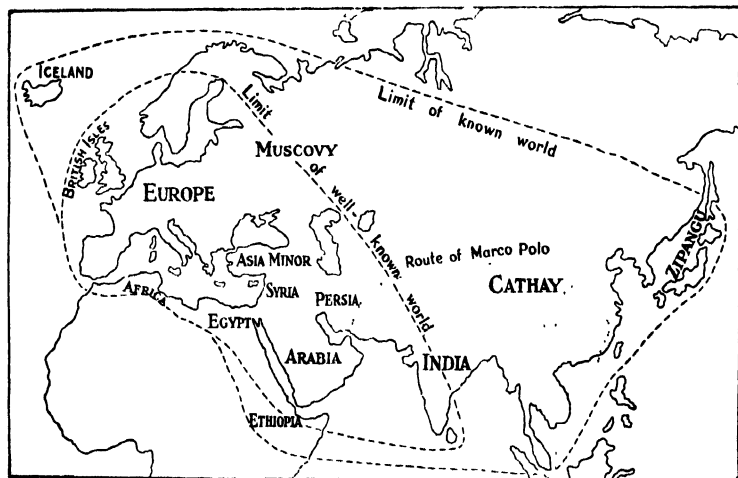 ICELAND
Limit of known world
BRITISH ISLES
Limit of well-known world
MUSCOVY
EUROPE
ASIA MINOR
Route of Marco Polo
ZIPANGU
CATHAY
AFRICA
SYRIA
PERSIA
EGYPT
ARABIA
INDIA
ETHIOPIA